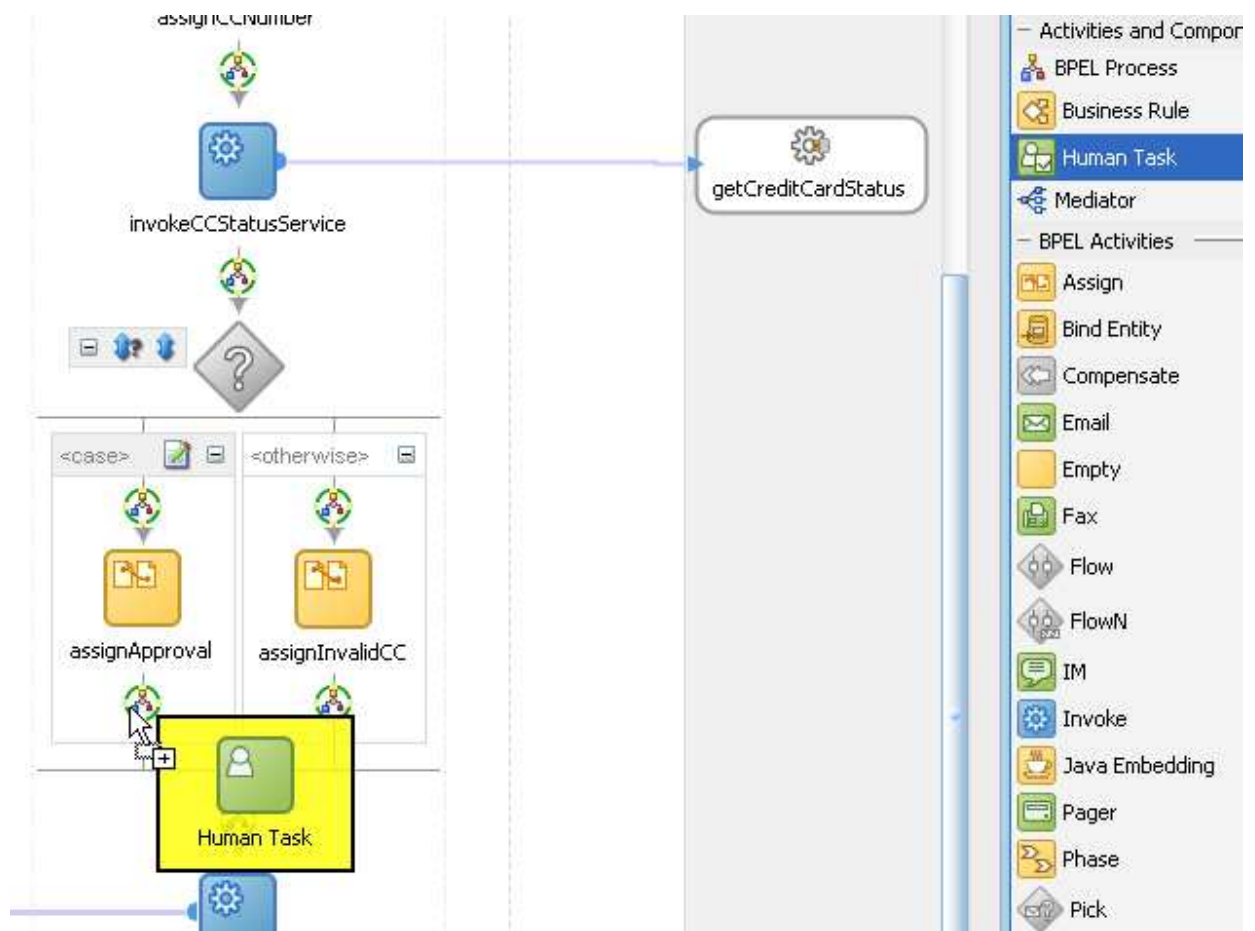 assignCCNumber
invokeCCStatusService
getCreditCardStatus
<case>
<otherwise>
assignApproval
assignInvalidCC
Human Task
Activities and Compor
BPEL Process
Business Rule
Human Task
Mediator
BPEL Activities
Assign
Bind Entity
Compensate
Email
Empty
Fax
Flow
FlowN
IM
Invoke
Java Embedding
Pager
Phase
Pick